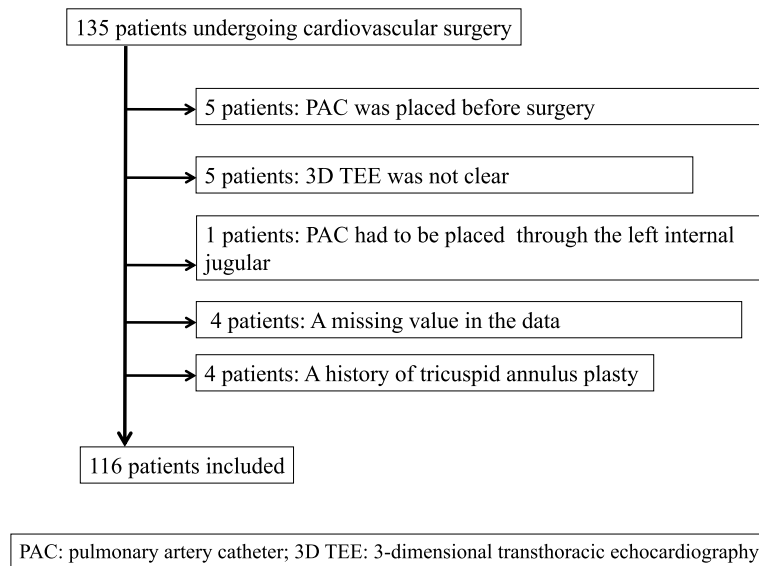 135 patients undergoing cardiovascular surgery
5 patients: PAC was placed before surgery
5 patients: 3D TEE was not clear
1 patients: PAC had to be placed through the left internal
jugular
4 patients: A missing value in the data
4 patients: A history of tricuspid annulus plasty
116 patients included
PAC: pulmonary artery catheter; 3D TEE: 3-dimensional transthoracic echocardiography